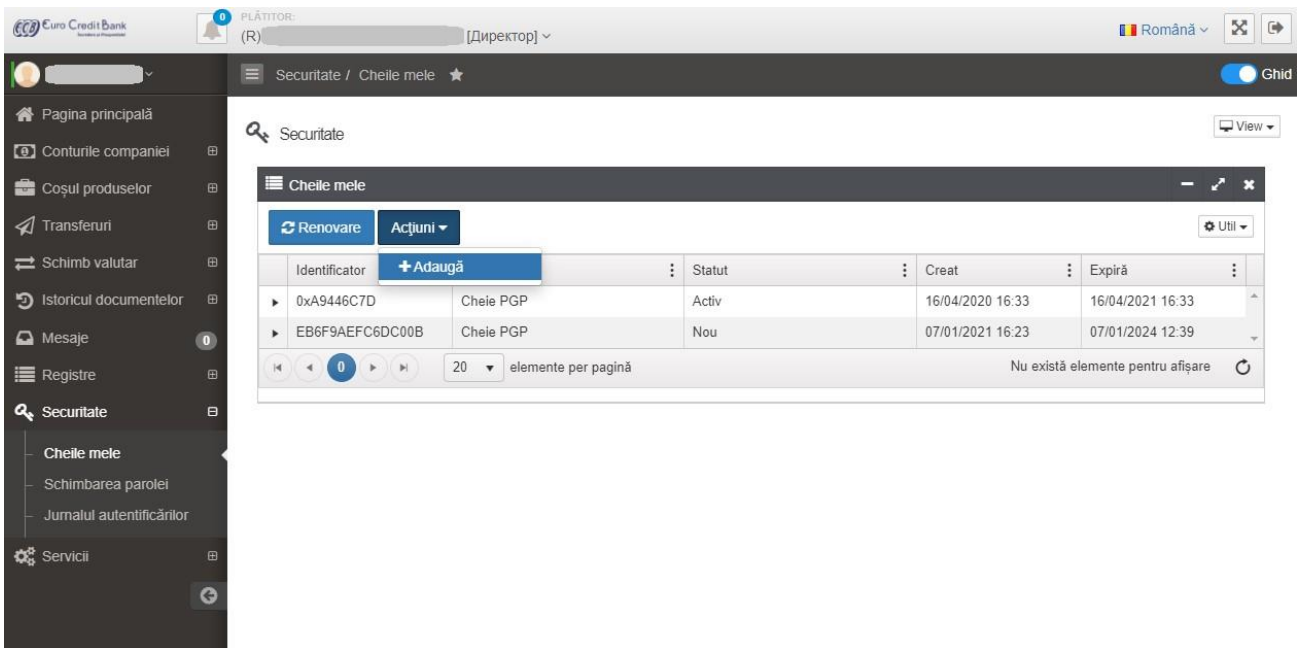 ECB Euro Credit Bank
0
PLĂTITOR:
(R) [Директор]
Română
Securitate / Cheile mele
Ghid
Pagina principală
Conturile companiei
Coșul produselor
Transferuri
Schimb valutar
Istoricul documentelor
Mesaje 0
Registre
Securitate
Cheile mele
Schimbarea parolei
Jurnalul autentificărilor
Servicii
Securitate
View
Cheile mele
Renovare Acţiuni Util
Adaugă
Identificator Statut Creat Expiră
0xA9446C7D Cheie PGP Activ 16/04/2020 16:33 16/04/2021 16:33
EB6F9AEFC6DC00B Cheie PGP Nou 07/01/2021 16:23 07/01/2024 12:39
0 20 elemente per pagină Nu există elemente pentru afișare